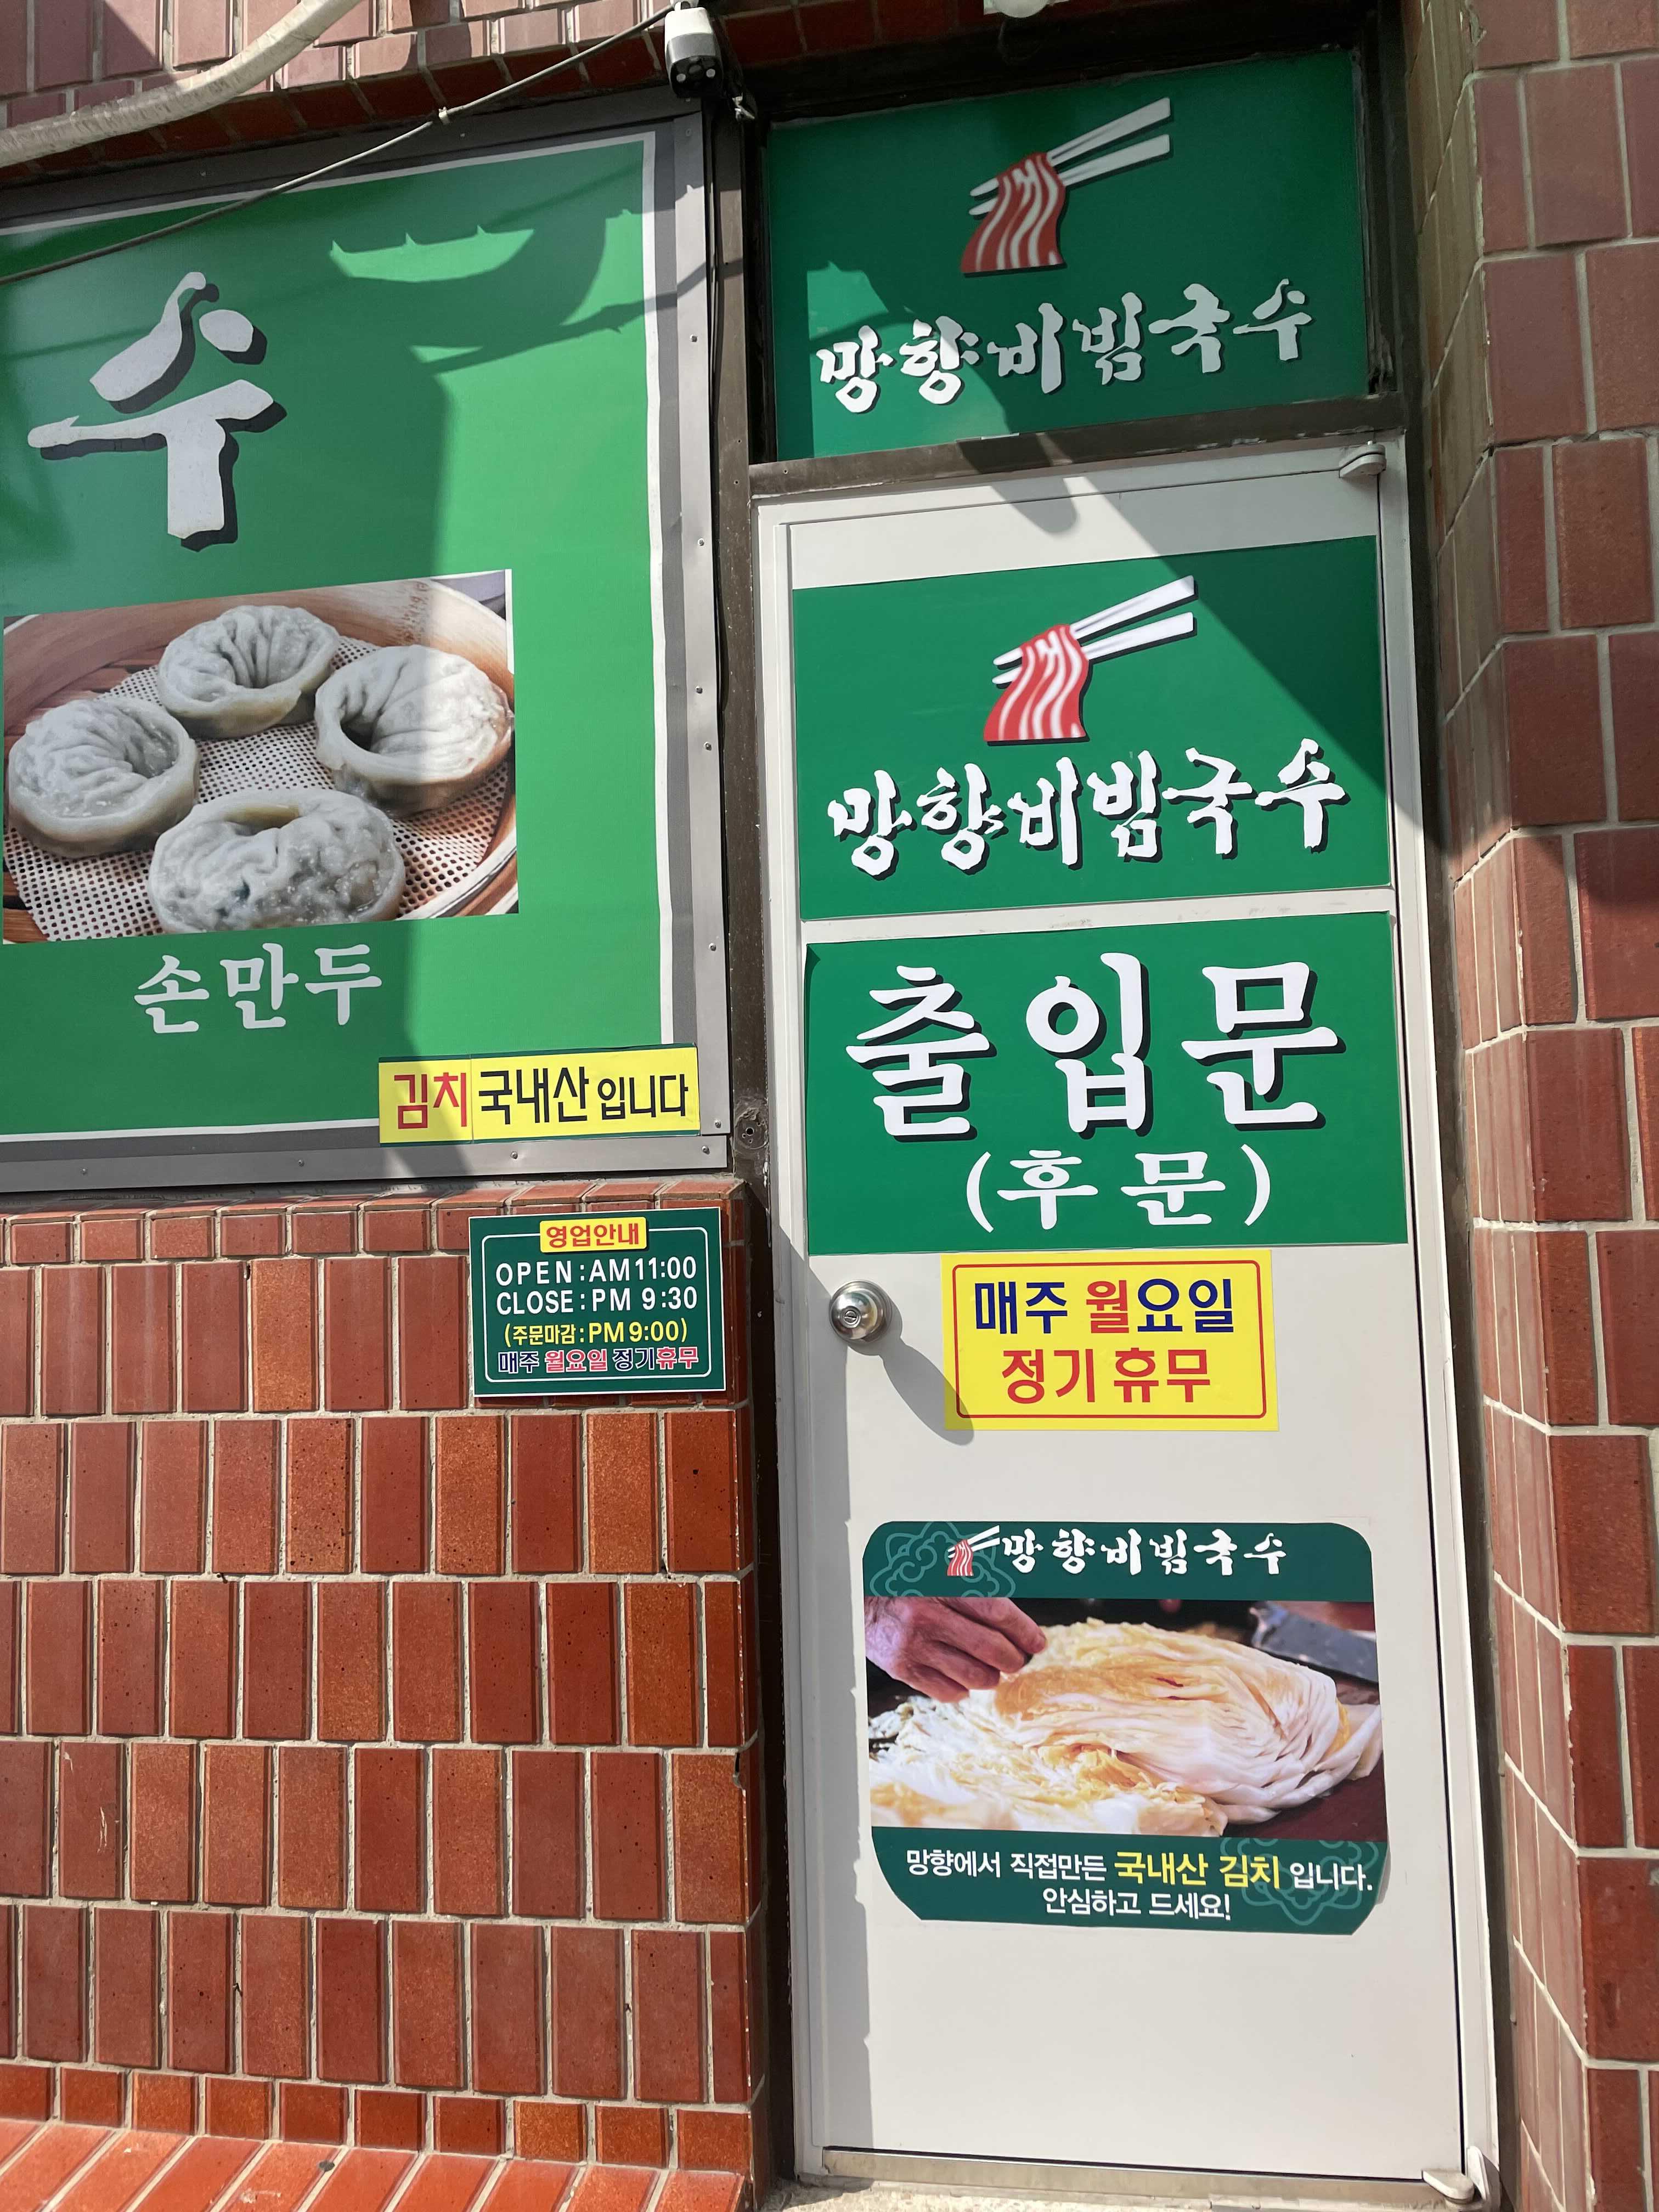 수
손만두
김치 국내산 입니다
영업안내
OPEN : AM 11:00
CLOSE : PM 9:30
(주문마감 : PM 9:00)
매주 월요일 정기휴무
망향비빔국수
망향비빔국수
출입문
(후문)
매주 월요일
정기 휴무
망향비빔국수
망향에서 직접만든 국내산 김치 입니다.
안심하고 드세요!